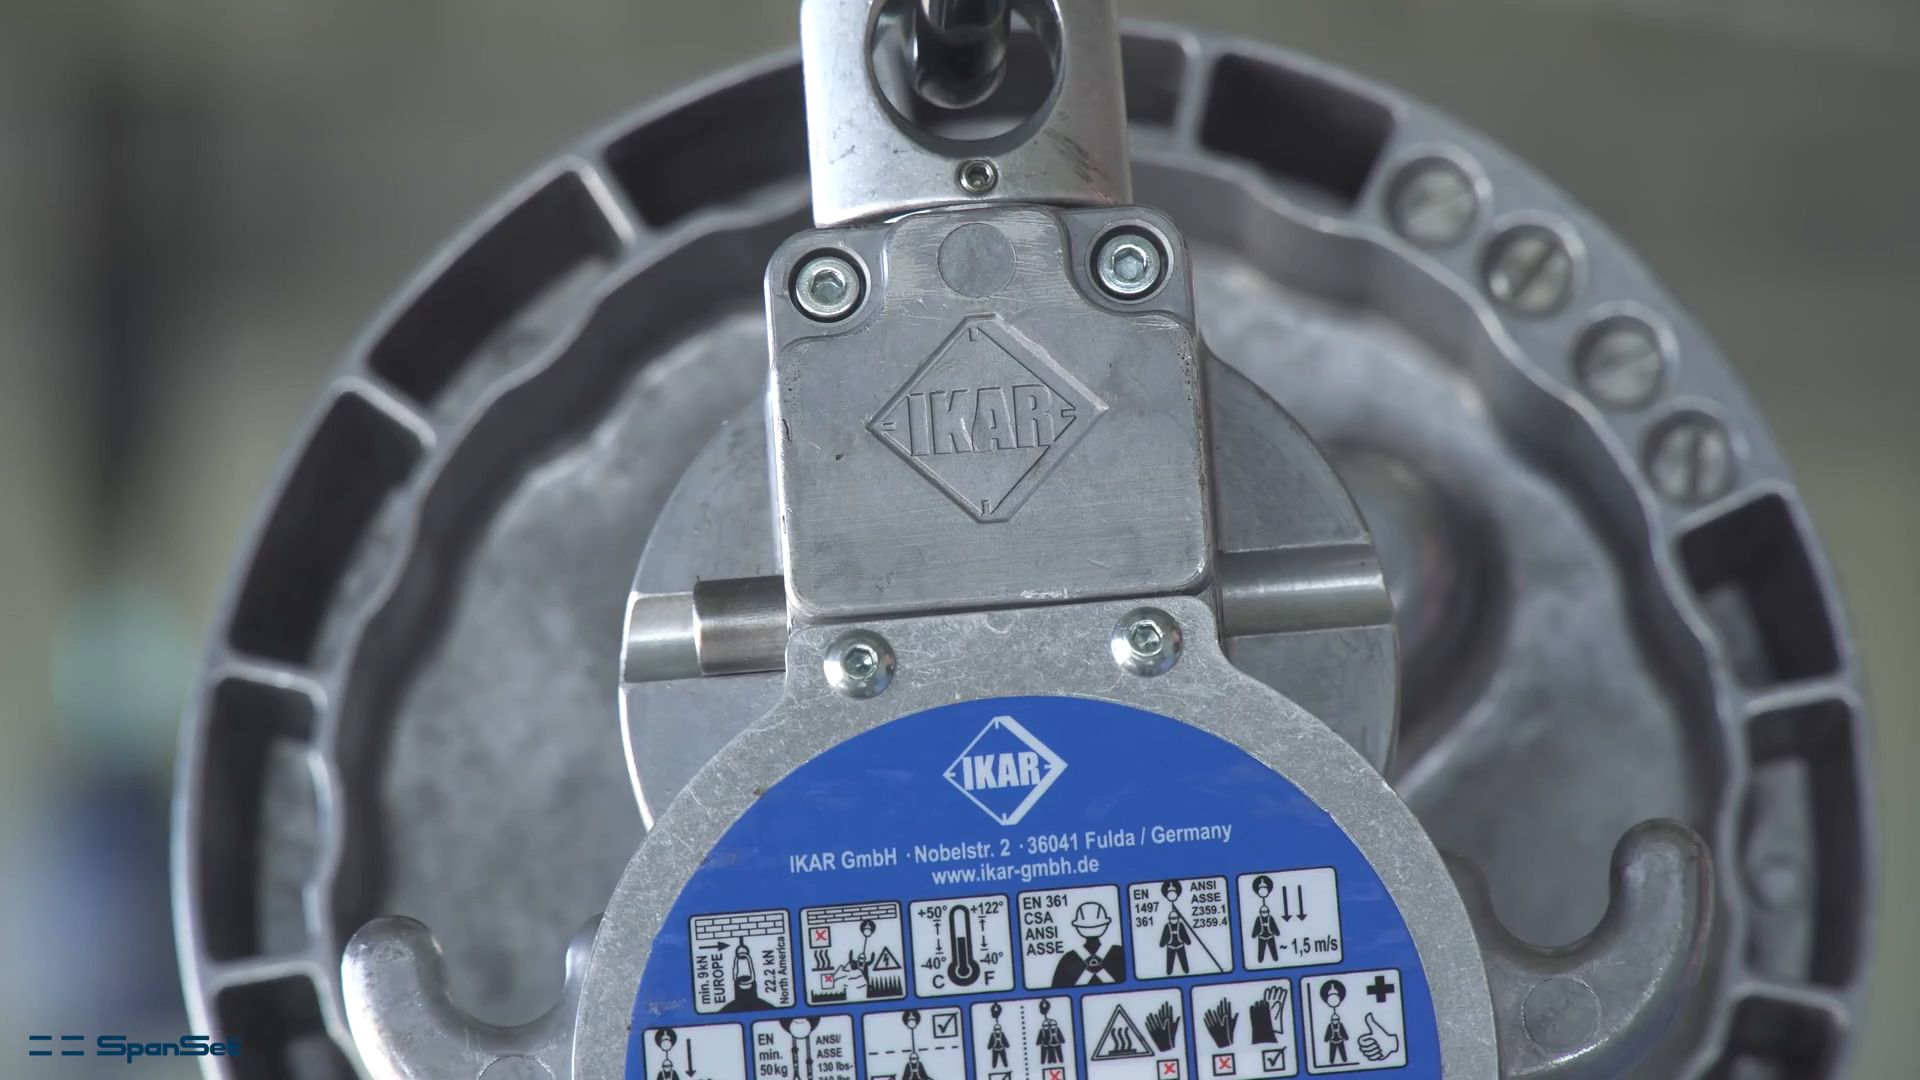 IKAR
IKAR
IKAR GmbH · Nobelstr. 2 · 36041 Fulda / Germany
www.ikar-gmbh.de
min. 9kN
EUROPE
22.2 kN
North America
+50° +122°
-40° -40°
C F
EN 361
CSA
ANSI
ASSE
EN
1497
361
ANSI
ASSE
Z359.1
Z359.4
~ 1,5 m/s
EN
min.
50kg
ANSI/
ASSE
130 lbs-
SpanSet